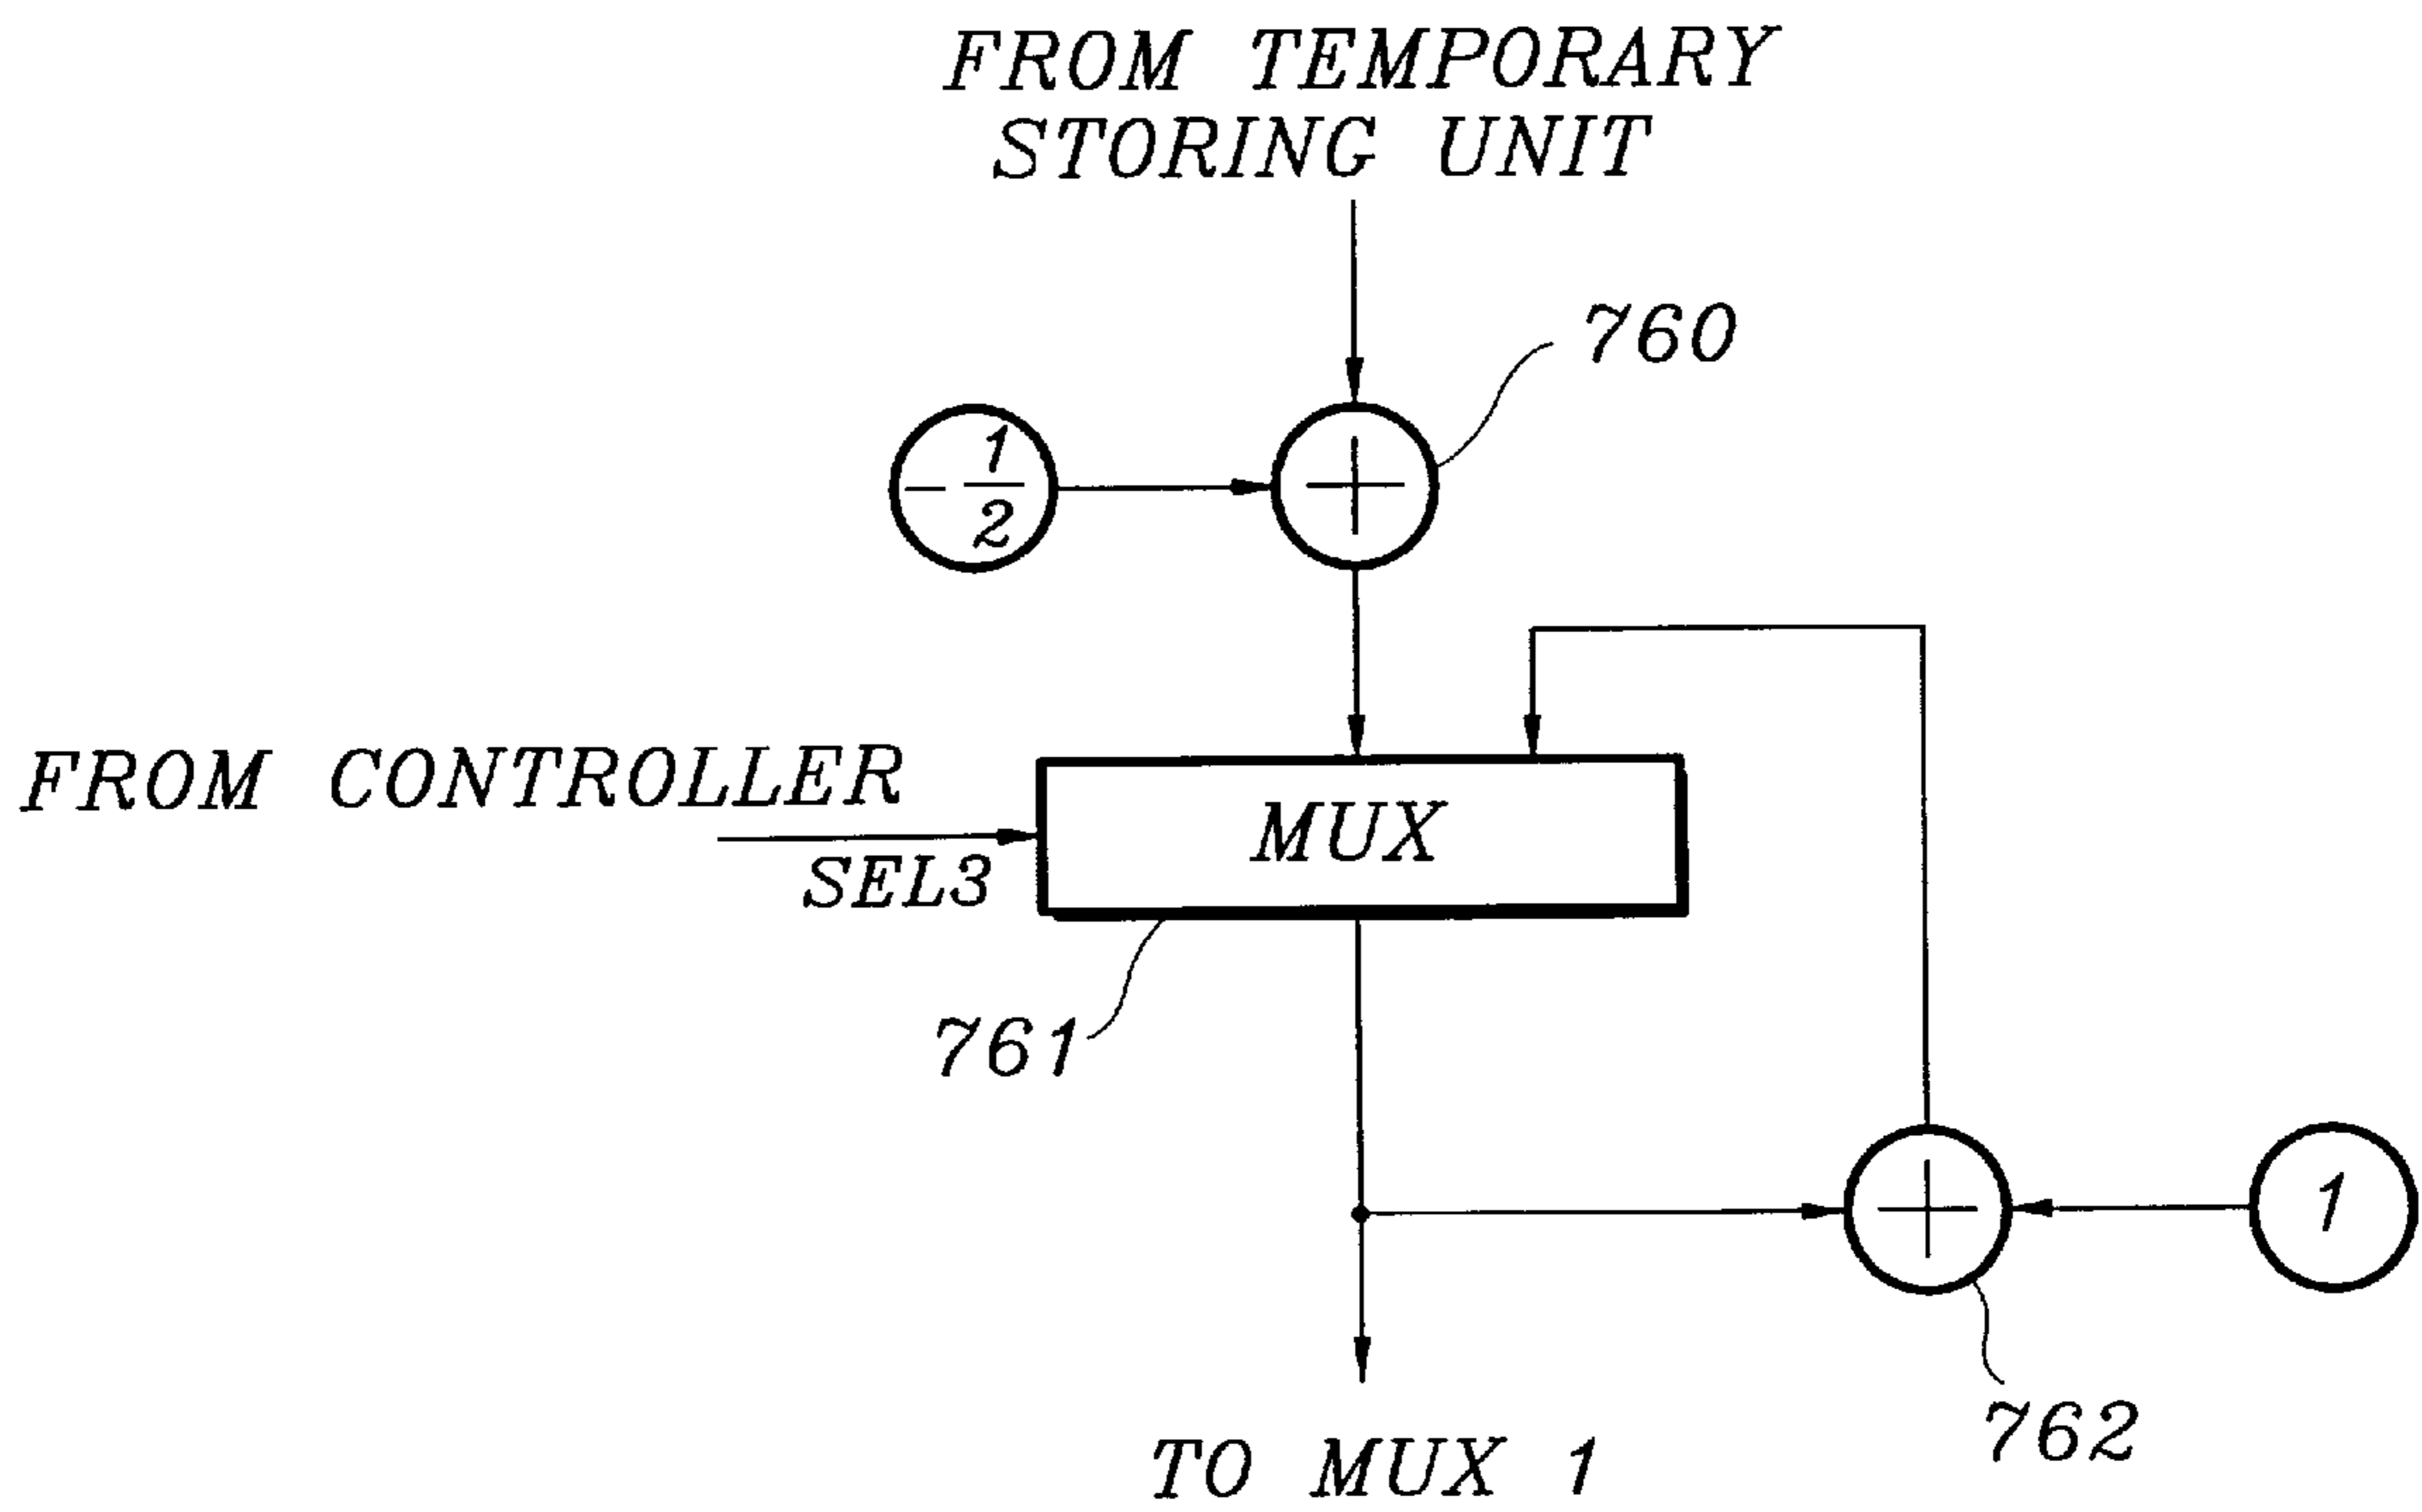 FROM TEMPORARY
STORING UNIT
760
- 1/2
+
FROM CONTROLLER
SEL3
MUX
761
+
1
762
TO MUX 1